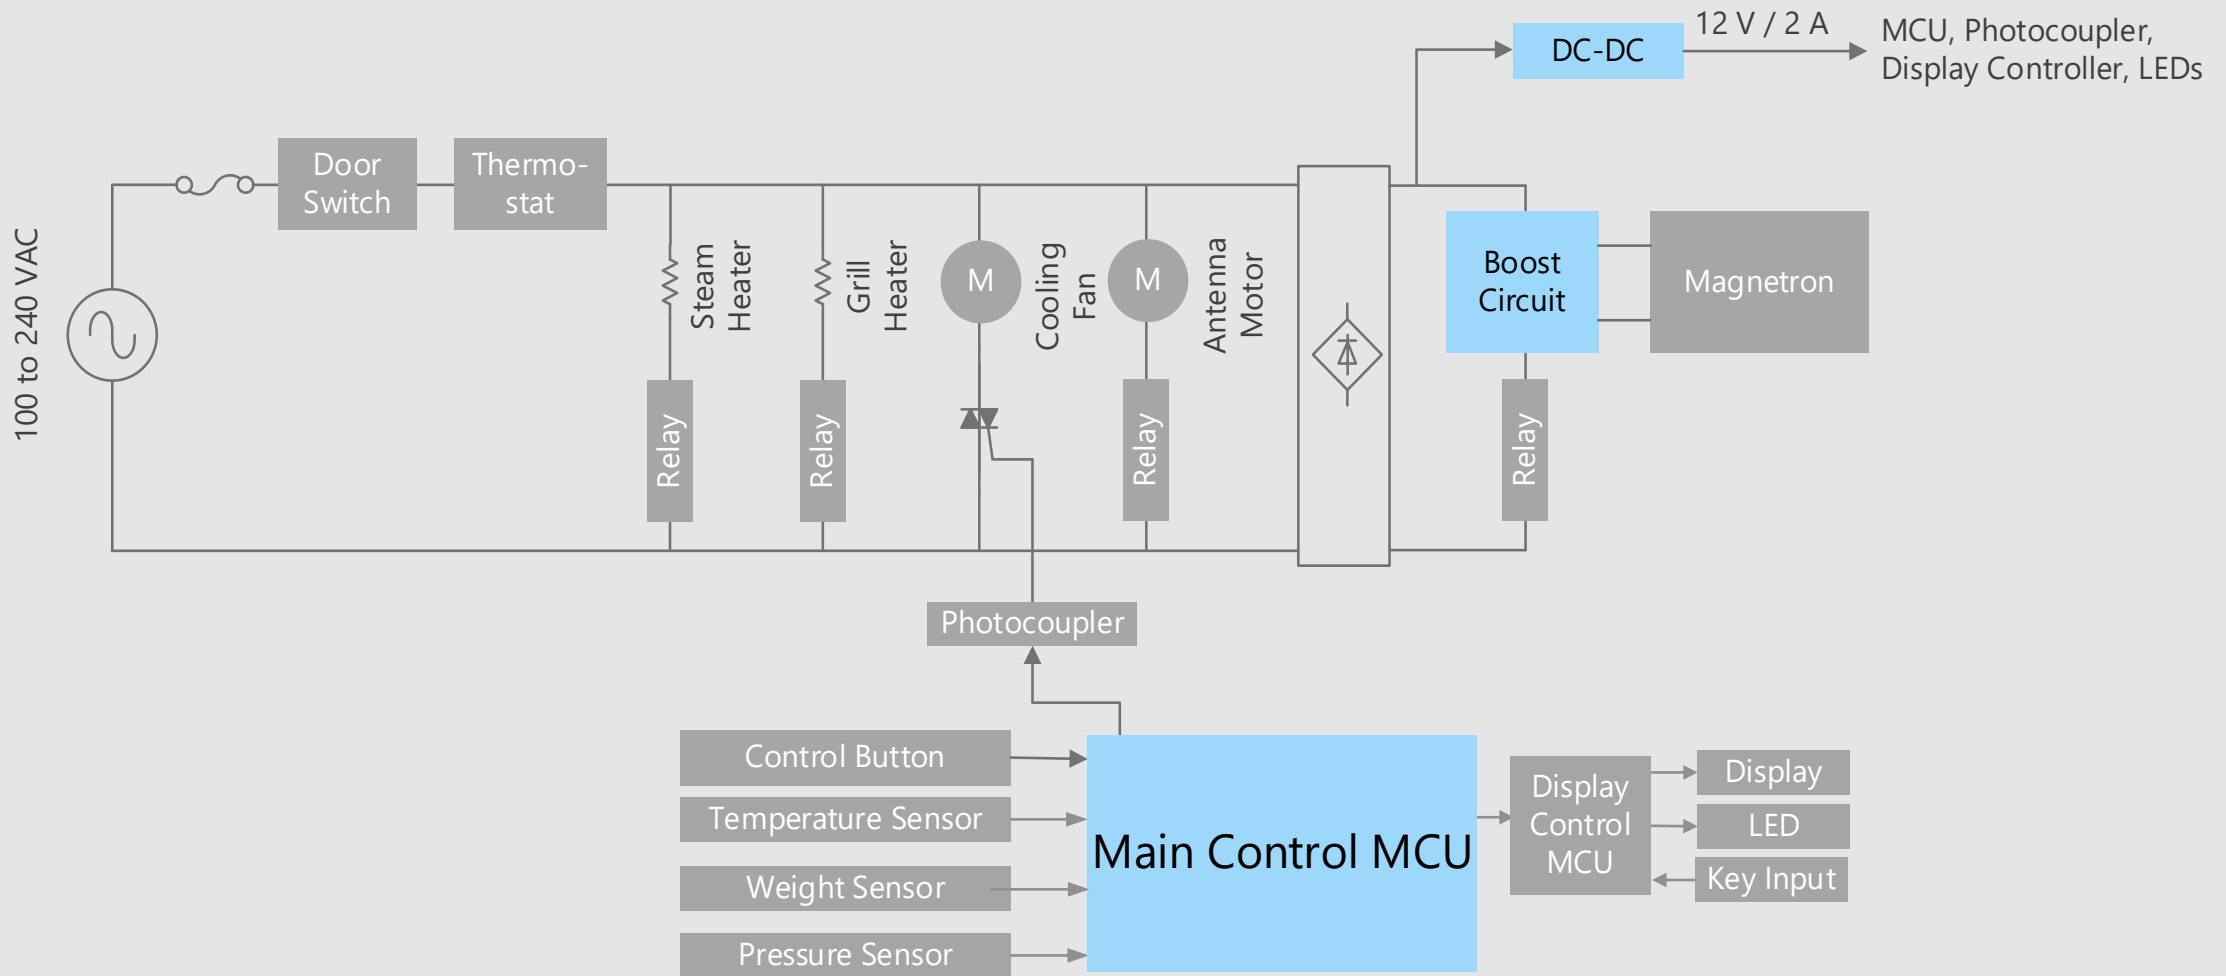 12 V / 2 A
DC-DC
MCU, Photocoupler,
Display Controller, LEDs
Door
Switch
Thermo-
stat
100 to 240 VAC
Steam
Heater
Grill
Heater
M
Cooling
Fan
M
Antenna
Motor
Boost
Circuit
Magnetron
Relay
Relay
Relay
Relay
Photocoupler
Control Button
Temperature Sensor
Weight Sensor
Pressure Sensor
Main Control MCU
Display
Control
MCU
Display
LED
Key Input